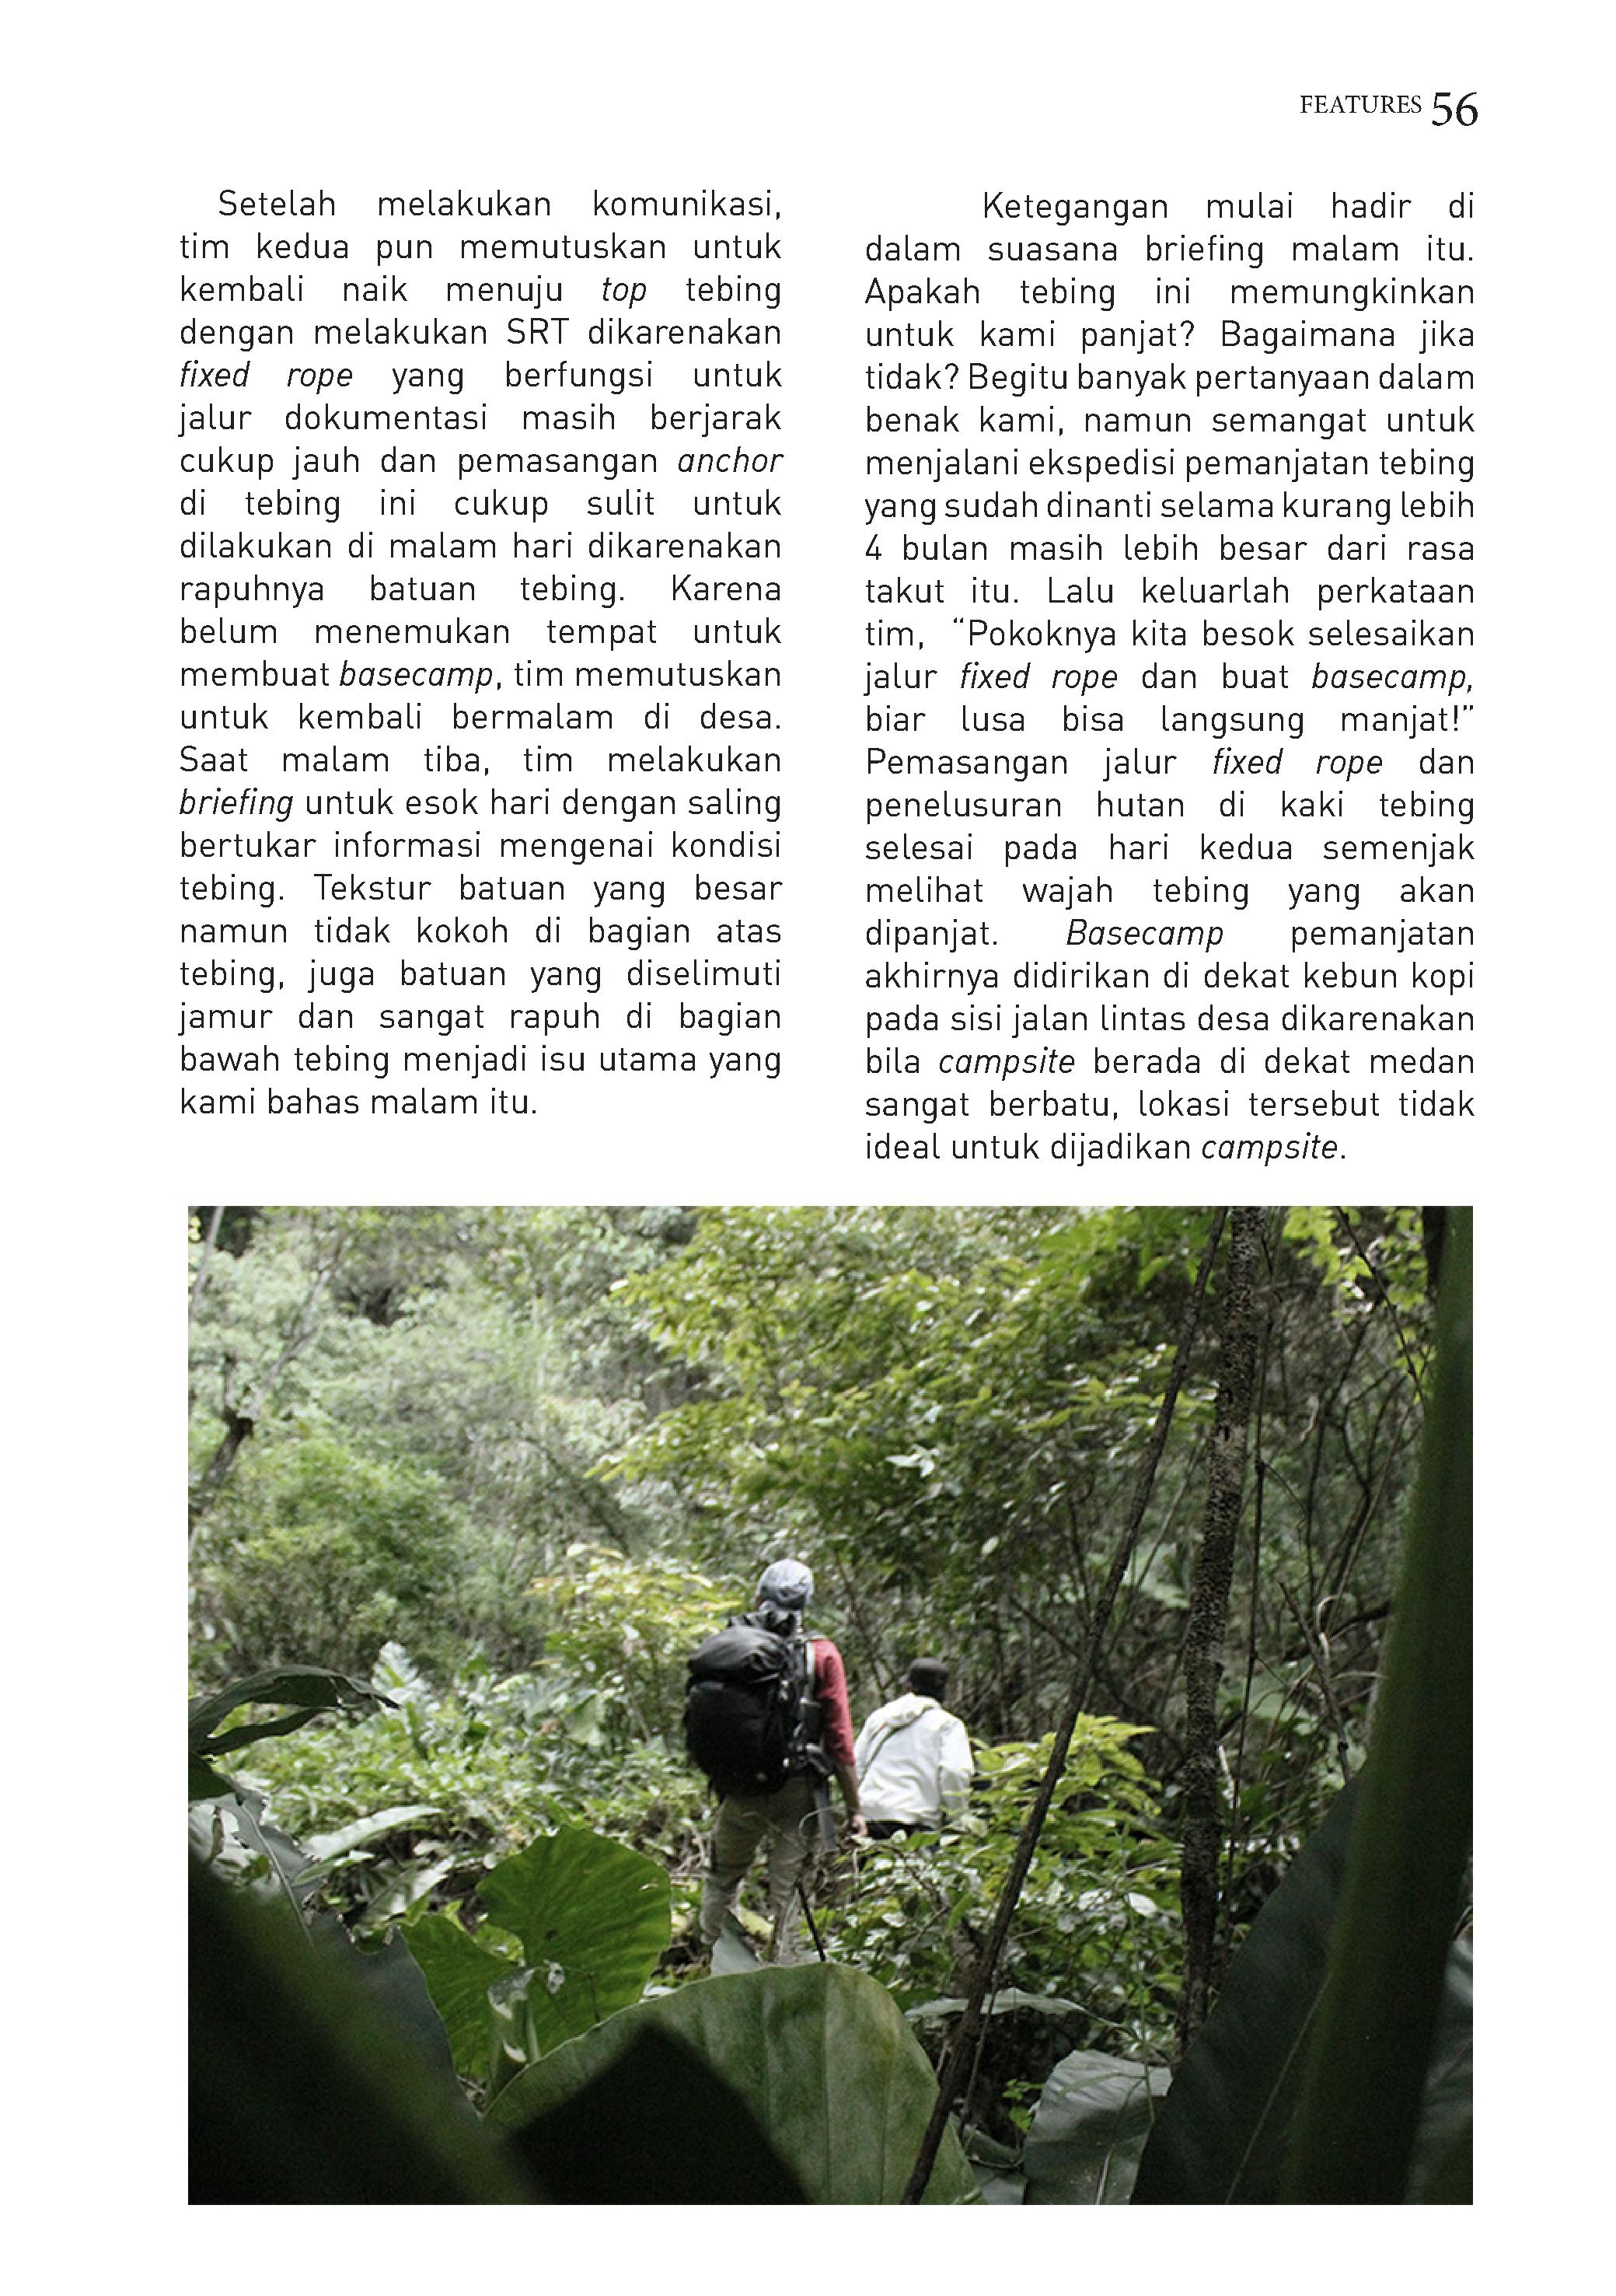 FEATURES 56
Setelah melakukan komunikasi,
tim kedua pun memutuskan untuk
kembali naik menuju top tebing
dengan melakukan SRT dikarenakan
fixed rope yang berfungsi untuk
jalur dokumentasi masih berjarak
cukup jauh dan pemasangan anchor
di tebing ini cukup sulit untuk
dilakukan di malam hari dikarenakan
rapuhnya batuan tebing. Karena
belum menemukan tempat untuk
membuat basecamp, tim memutuskan
untuk kembali bermalam di desa.
Saat malam tiba, tim melakukan
briefing untuk esok hari dengan saling
bertukar informasi mengenai kondisi
tebing. Tekstur batuan yang besar
namun tidak kokoh di bagian atas
tebing, juga batuan yang diselimuti
jamur dan sangat rapuh di bagian
bawah tebing menjadi isu utama yang
kami bahas malam itu.
Ketegangan mulai hadir di
dalam suasana briefing malam itu.
Apakah tebing ini memungkinkan
untuk kami panjat? Bagaimana jika
tidak? Begitu banyak pertanyaan dalam
benak kami, namun semangat untuk
menjalani ekspedisi pemanjatan tebing
yang sudah dinanti selama kurang lebih
4 bulan masih lebih besar dari rasa
takut itu. Lalu keluarlah perkataan
tim, “Pokoknya kita besok selesaikan
jalur fixed rope dan buat basecamp,
biar lusa bisa langsung manjat!”
Pemasangan jalur fixed rope dan
penelusuran hutan di kaki tebing
selesai pada hari kedua semenjak
melihat wajah tebing yang akan
dipanjat. Basecamp pemanjatan
akhirnya didirikan di dekat kebun kopi
pada sisi jalan lintas desa dikarenakan
bila campsite berada di dekat medan
sangat berbatu, lokasi tersebut tidak
ideal untuk dijadikan campsite.